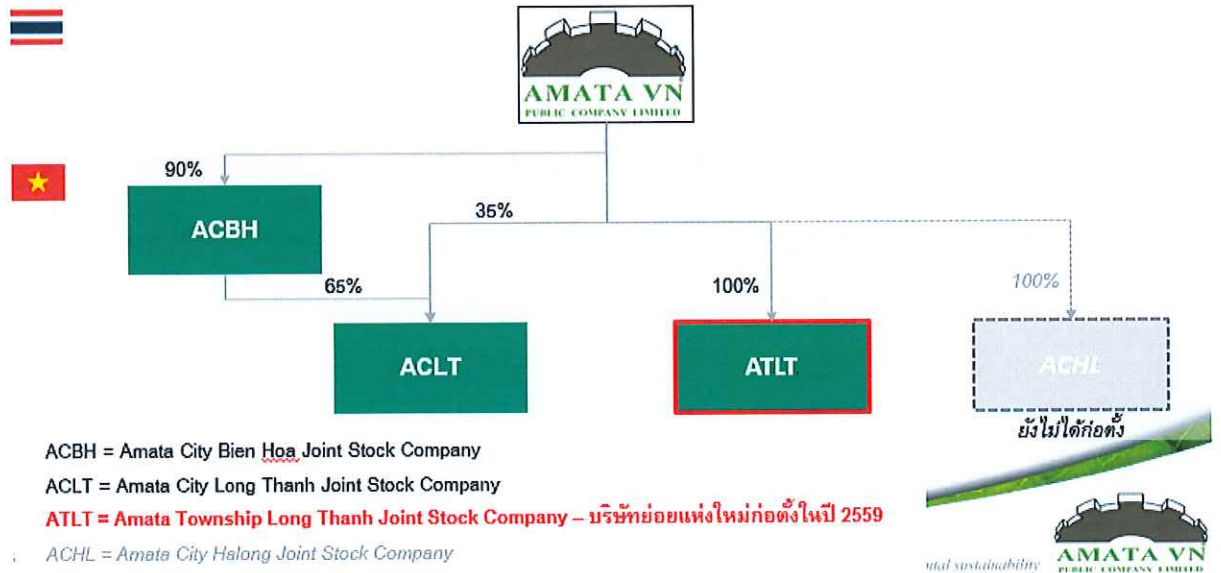 AMATA VN
PUBLIC COMPANY LIMITED
90%
ACBH
35%
65%
100%
100%
ACLT
ATLT
ACHL
ยังไม่ได้ก่อตั้ง
ACBH = Amata City Bien Hoa Joint Stock Company
ACLT = Amata City Long Thanh Joint Stock Company
ATLT = Amata Township Long Thanh Joint Stock Company – บริษัทย่อยแห่งใหม่ก่อตั้งในปี 2559
ACHL = Amata City Halong Joint Stock Company
sustainability
AMATA VN
PUBLIC COMPANY LIMITED